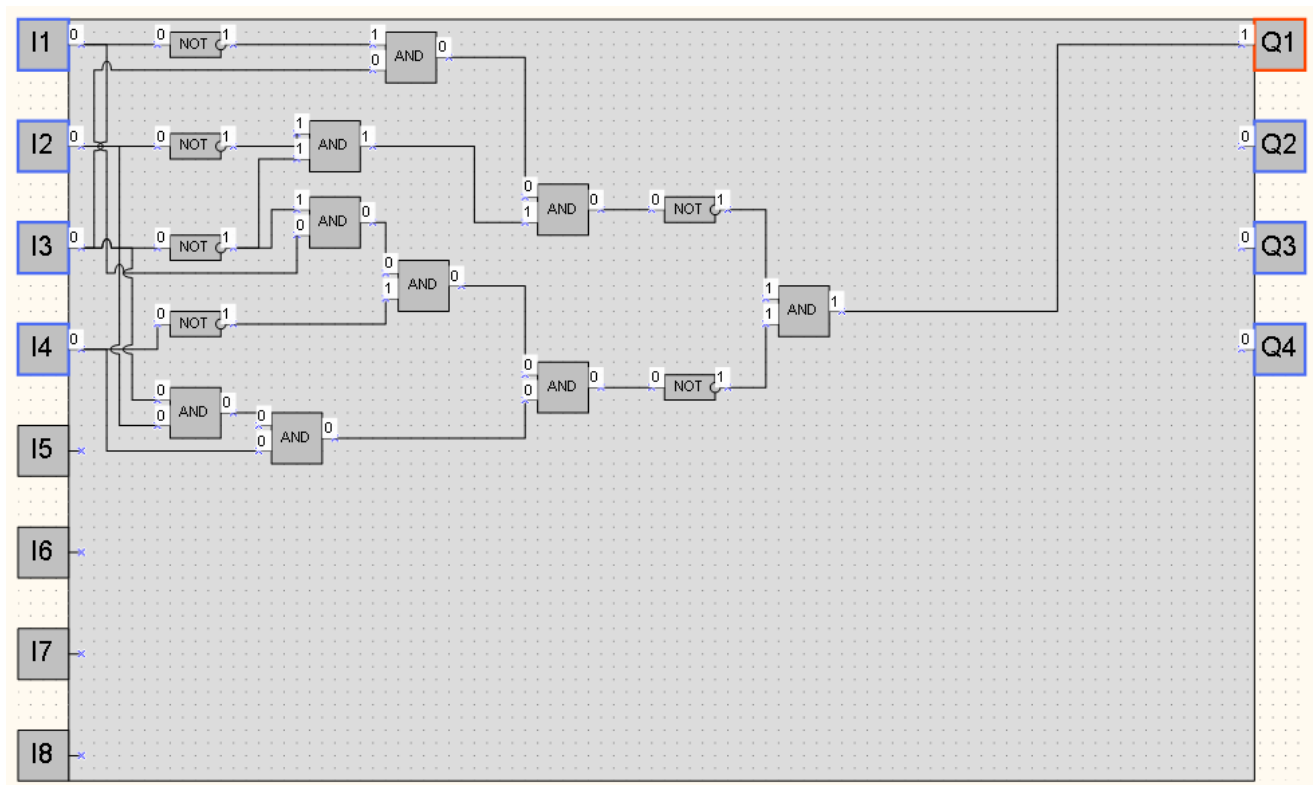 I1 0 0 NOT 1 1 AND 0 1 Q1
0
1
I2 0 0 NOT 1 1 AND 1 0 Q2
0
1 AND 0 1 AND 0 0 NOT 1
0
I3 0 0 NOT 1 0 Q3
0
1 AND 0 1
0 NOT 1 1 AND 1
I4 0 0 Q4
0
0 AND 0 0 NOT 1
0
0 AND 0 0
0 AND 0
I5
I6
I7
I8